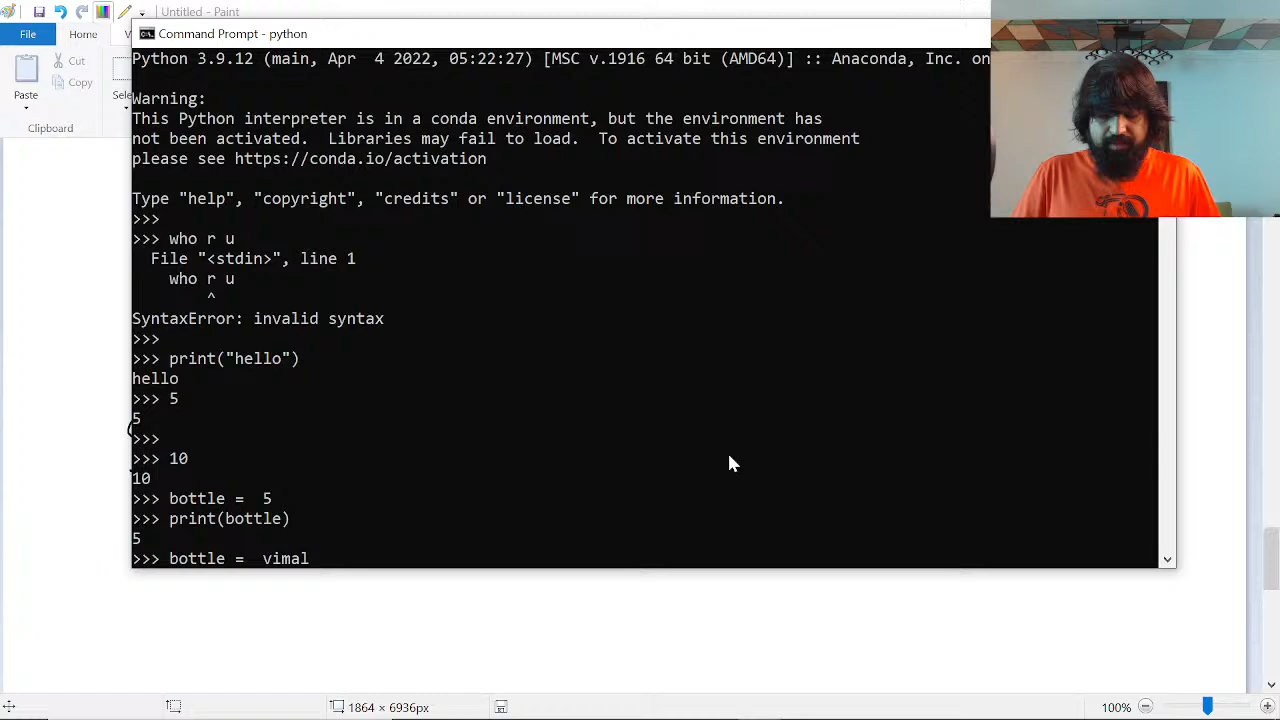 Untitled - Paint
File
Home
V
Cut
Copy
Paste
Selec
Clipboard
Command Prompt - python
Python 3.9.12 (main, Apr  4 2022, 05:22:27) [MSC v.1916 64 bit (AMD64)] :: Anaconda, Inc. on
Warning:
This Python interpreter is in a conda environment, but the environment has
not been activated.  Libraries may fail to load.  To activate this environment
please see https://conda.io/activation
Type "help", "copyright", "credits" or "license" for more information.
>>>
>>> who r u
File "<stdin>", line 1
who r u
^
SyntaxError: invalid syntax
>>>
>>> print("hello")
hello
>>> 5
5
>>>
>>> 10
10
>>> bottle =  5
>>> print(bottle)
5
>>> bottle =  vimal
1864 × 6936px
100%